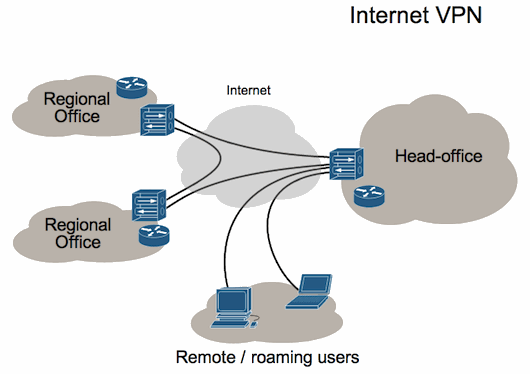 Internet VPN
Internet
Regional
Office
Head-office
Regional
Office
Remote / roaming users